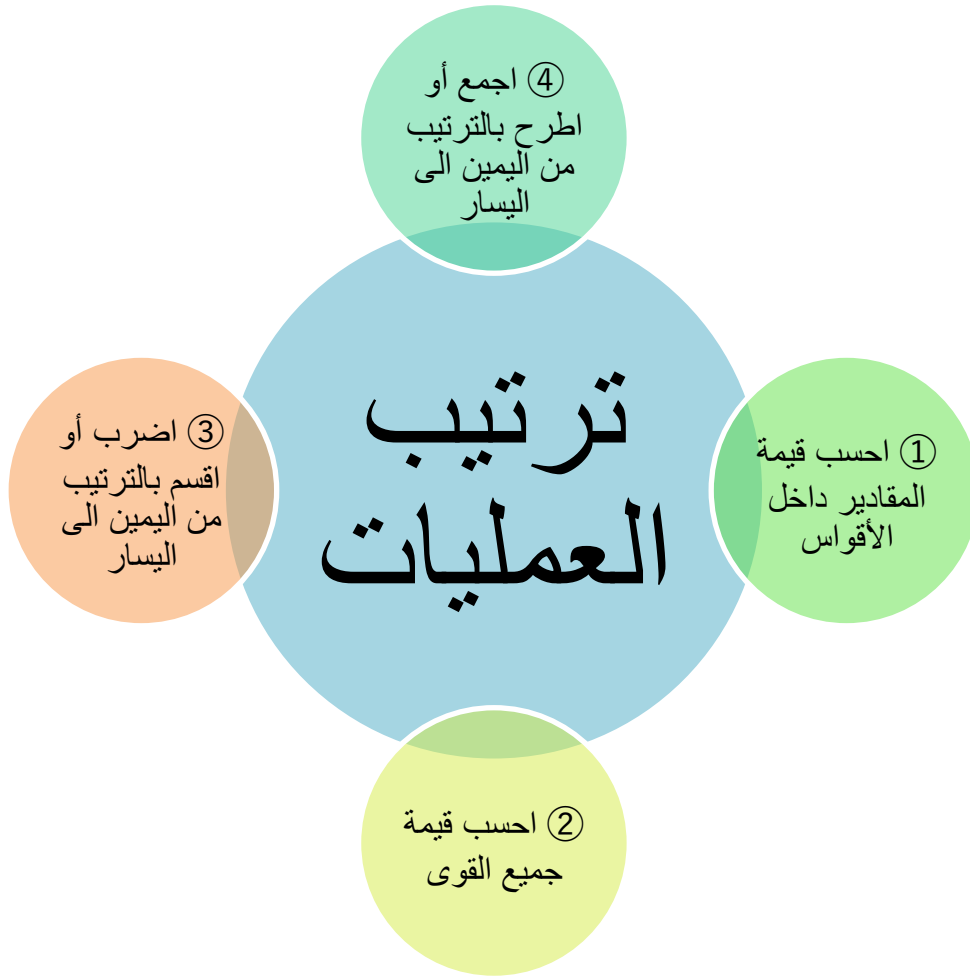 ترتيب
العمليات
① احسب قيمة
المقادير داخل
الأقواس
② احسب قيمة
جميع القوى
③ اضرب أو
اقسم بالترتيب
من اليمين الى
اليسار
④ اجمع أو
اطرح بالترتيب
من اليمين الى
اليسار